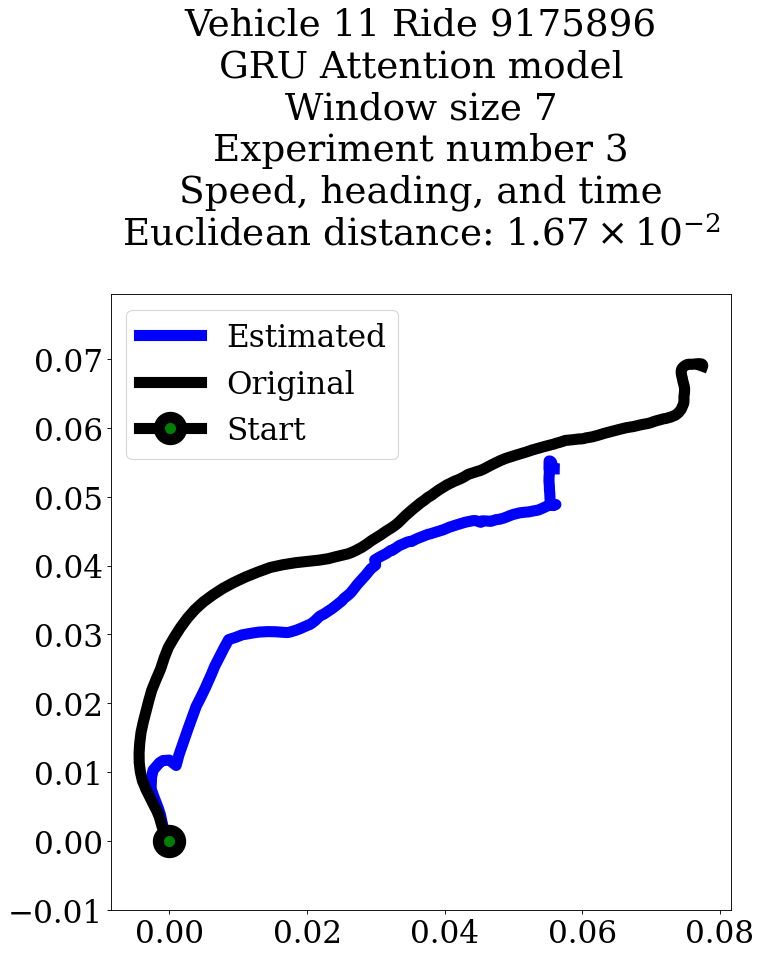 Vehicle 11 Ride 9175896
GRU Attention model
Window size 7
Experiment number 3
Speed, heading, and time
Euclidean distance: 1.67 × 10⁻²
Estimated
Original
Start
0.07
0.06
0.05
0.04
0.03
0.02
0.01
0.00
−0.01
0.00 0.02 0.04 0.06 0.08